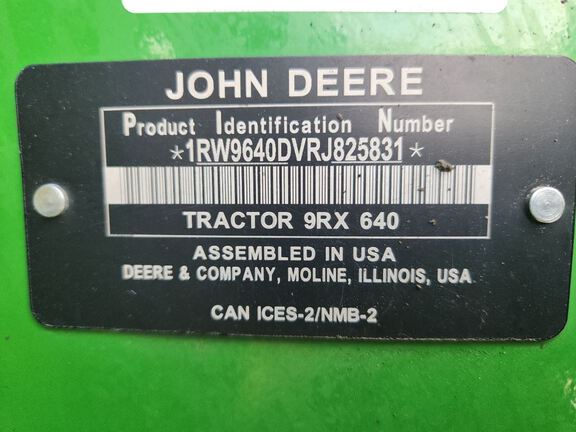 JOHN DEERE
Product Identification Number
*1RW9640DVRJ825831*
TRACTOR 9RX 640
ASSEMBLED IN USA
DEERE & COMPANY, MOLINE, ILLINOIS, USA
CAN ICES-2/NMB-2